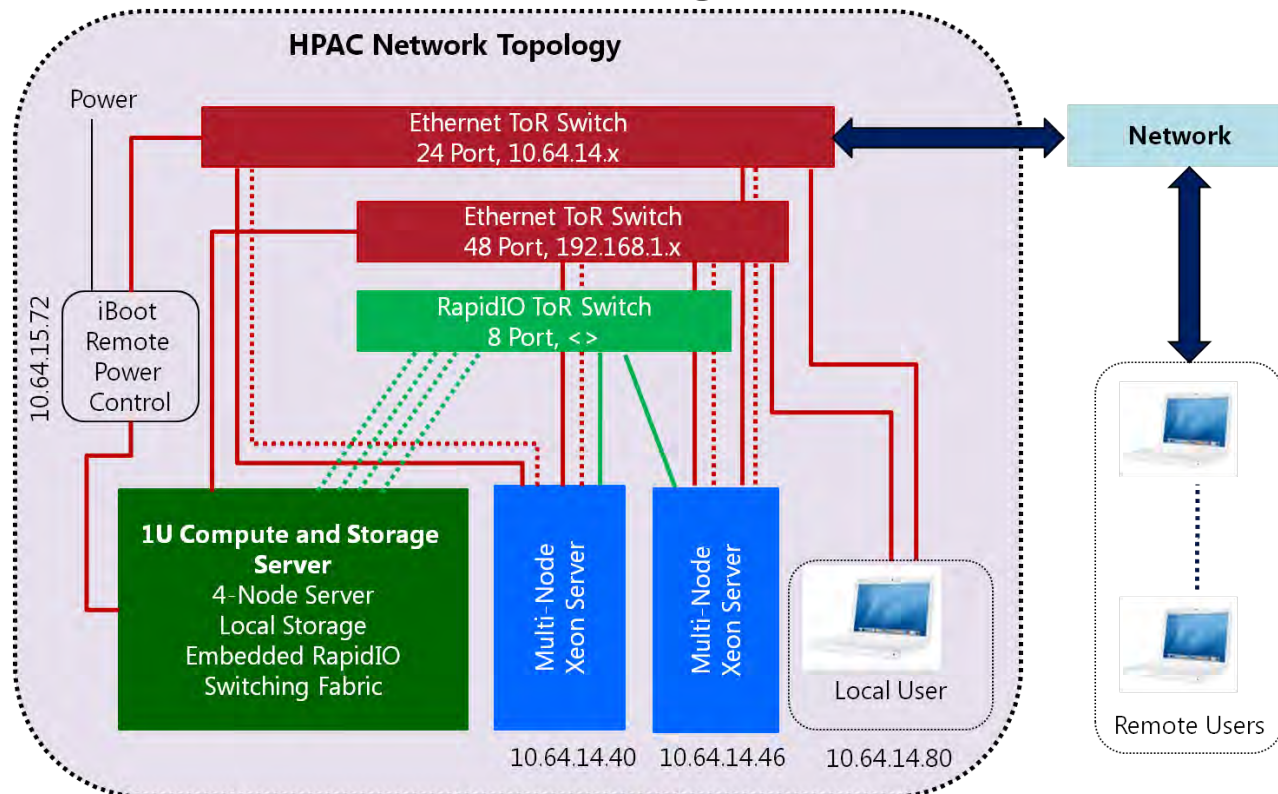 HPAC Network Topology
Power
Ethernet ToR Switch
24 Port, 10.64.14.x
Network
Ethernet ToR Switch
48 Port, 192.168.1.x
RapidIO ToR Switch
8 Port, <>
10.64.15.72
iBoot
Remote
Power
Control
1U Compute and Storage
Server
4-Node Server
Local Storage
Embedded RapidIO
Switching Fabric
Multi-Node
Xeon Server
Multi-Node
Xeon Server
Local User
Remote Users
10.64.14.40
10.64.14.46
10.64.14.80